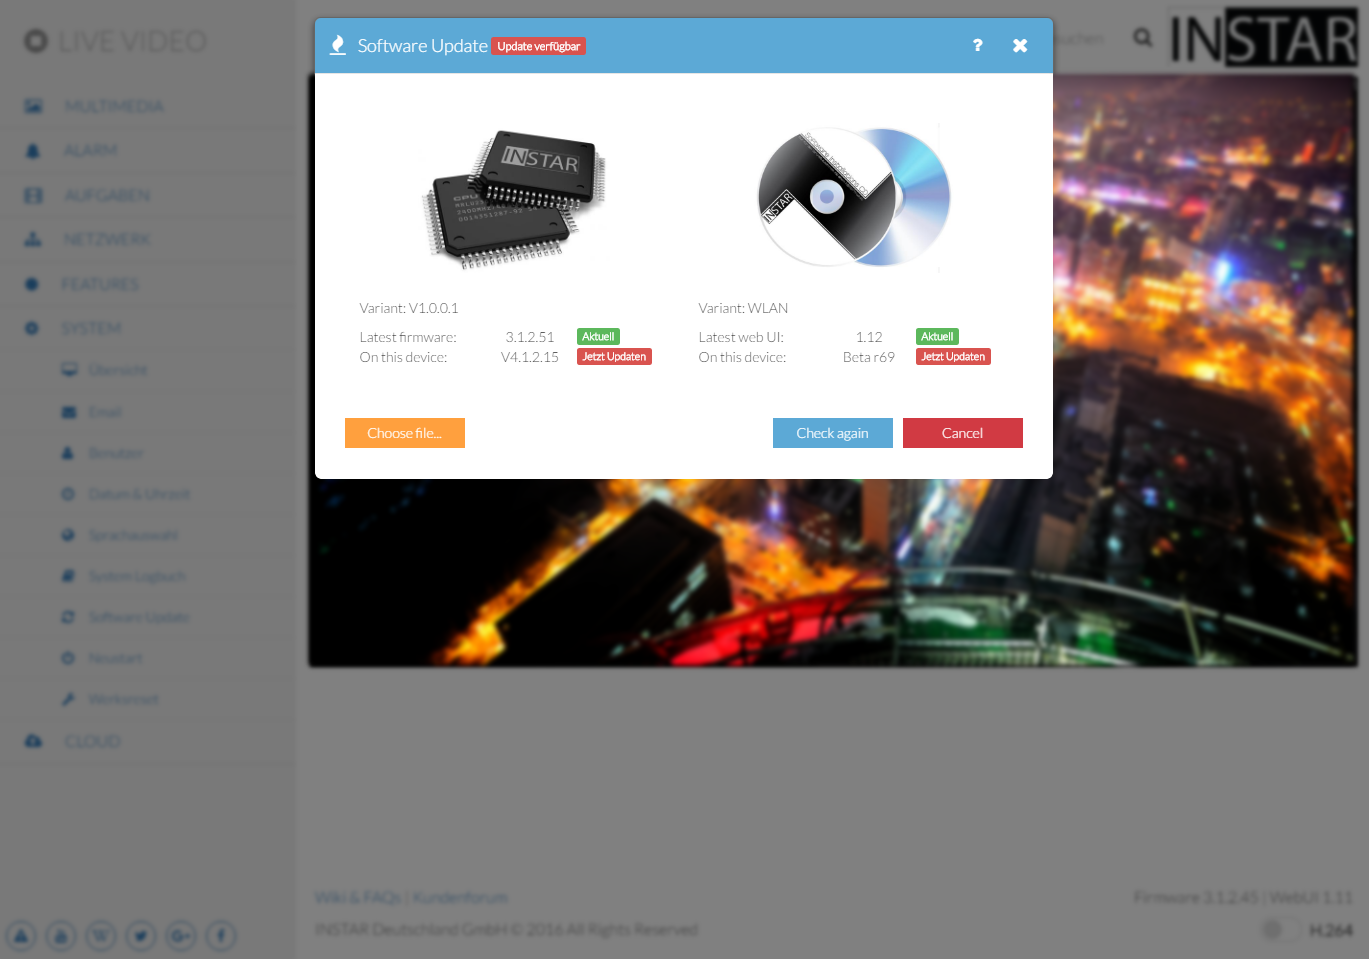 LIVE VIDEO
MULTIMEDIA
ALARM
AUFGABEN
NETZWERK
FEATURES
SYSTEM
Übersicht
Email
Benutzer
Datum & Uhrzeit
Sprachauswahl
System Logbuch
Software Update
Neustart
Werksreset
CLOUD
suchen
INSTAR
Software Update Update verfügbar
?
INSTAR
CPU
INSTAR
Variant: V1.0.0.1
Latest firmware: 3.1.2.51 Aktuell
On this device: V4.1.2.15 Jetzt Updaten
Variant: WLAN
Latest web UI: 1.12 Aktuell
On this device: Beta r69 Jetzt Updaten
Choose file...
Check again
Cancel
Wiki & FAQs | Kundenforum
Firmware 3.1.2.45 | WebUI 1.11
INSTAR Deutschland GmbH © 2016 All Rights Reserved
H.264